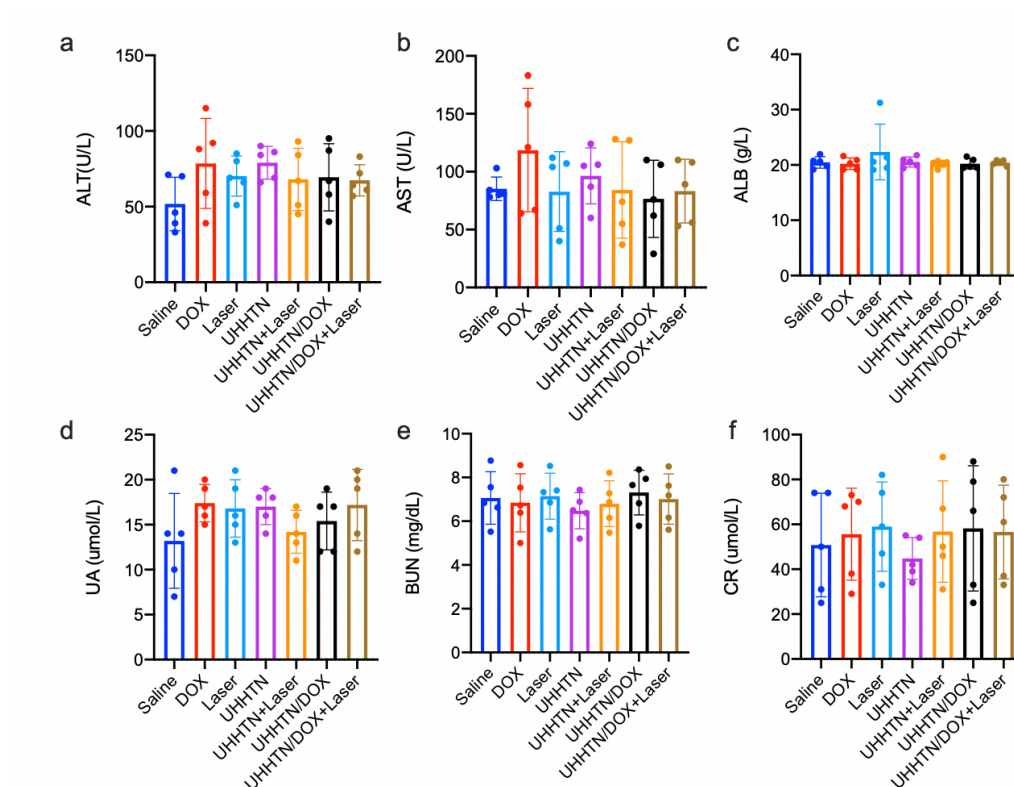 a
150
100
50
0
ALT(U/L)
Saline
DOX
Laser
UHHTN
UHHTN+Laser
UHHTN/DOX
UHHTN/DOX+Laser
b
200
150
100
50
0
AST (U/L)
Saline
DOX
Laser
UHHTN
UHHTN+Laser
UHHTN/DOX
UHHTN/DOX+Laser
c
40
30
20
10
0
ALB (g/L)
Saline
DOX
Laser
UHHTN
UHHTN+Laser
UHHTN/DOX
UHHTN/DOX+Laser
d
25
20
15
10
5
0
UA (umol/L)
Saline
DOX
Laser
UHHTN
UHHTN+Laser
UHHTN/DOX
UHHTN/DOX+Laser
e
10
8
6
4
2
0
BUN (mg/dL)
Saline
DOX
Laser
UHHTN
UHHTN+Laser
UHHTN/DOX
UHHTN/DOX+Laser
f
100
80
60
40
20
0
CR (umol/L)
Saline
DOX
Laser
UHHTN
UHHTN+Laser
UHHTN/DOX
UHHTN/DOX+Laser